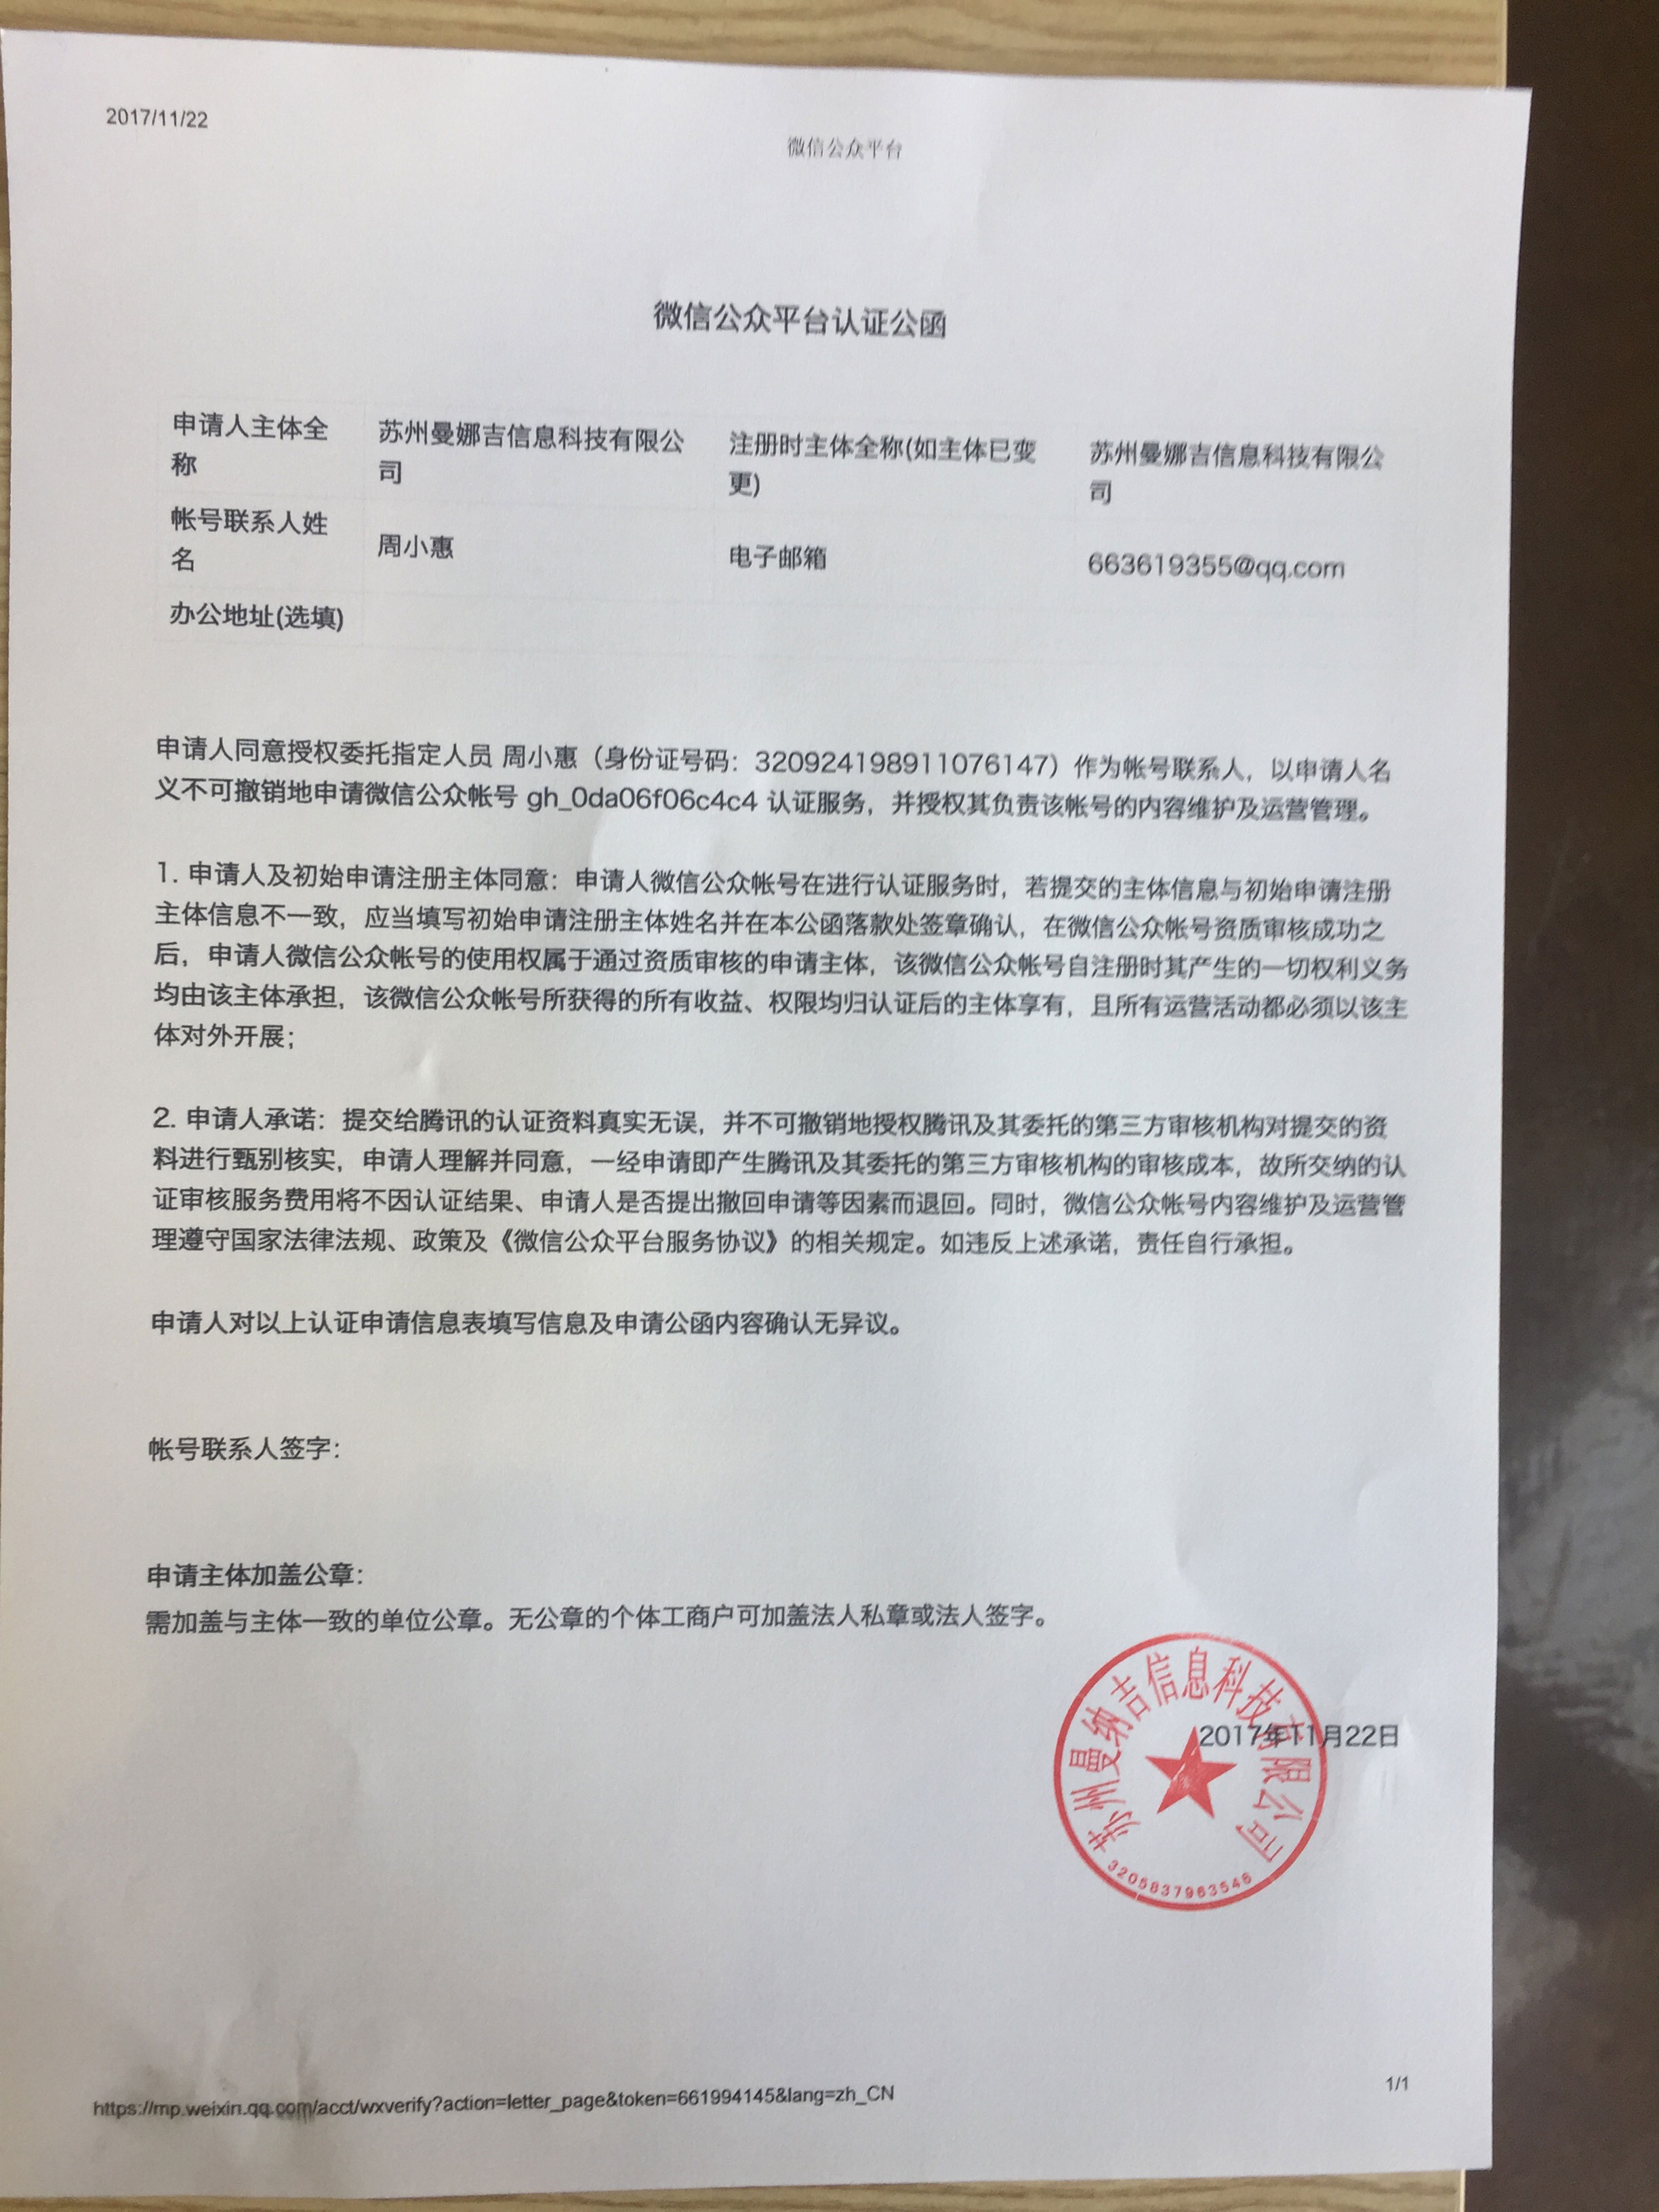 2017/11/22
微信公众平台
微信公众平台认证公函
申请人主体全
称
苏州曼娜吉信息科技有限公
司
注册时主体全称(如主体已变
更)
苏州曼娜吉信息科技有限公
司
帐号联系人姓
名
周小惠
电子邮箱
663619355@qq.com
办公地址(选填)
申请人同意授权委托指定人员 周小惠（身份证号码：320924198911076147）作为帐号联系人，以申请人名
义不可撤销地申请微信公众帐号 gh_0da06f06c4c4 认证服务，并授权其负责该帐号的内容维护及运营管理。
1. 申请人及初始申请注册主体同意：申请人微信公众帐号在进行认证服务时，若提交的主体信息与初始申请注册
主体信息不一致，应当填写初始申请注册主体姓名并在本公函落款处签章确认，在微信公众帐号资质审核成功之
后，申请人微信公众帐号的使用权属于通过资质审核的申请主体，该微信公众帐号自注册时其产生的一切权利义务
均由该主体承担，该微信公众帐号所获得的所有收益、权限均归认证后的主体享有，且所有运营活动都必须以该主
体对外开展；
2. 申请人承诺：提交给腾讯的认证资料真实无误，并不可撤销地授权腾讯及其委托的第三方审核机构对提交的资
料进行甄别核实，申请人理解并同意，一经申请即产生腾讯及其委托的第三方审核机构的审核成本，故所交纳的认
证审核服务费用将不因认证结果、申请人是否提出撤回申请等因素而退回。同时，微信公众帐号内容维护及运营管
理遵守国家法律法规、政策及《微信公众平台服务协议》的相关规定。如违反上述承诺，责任自行承担。
申请人对以上认证申请信息表填写信息及申请公函内容确认无异议。
帐号联系人签字：
申请主体加盖公章：
需加盖与主体一致的单位公章。无公章的个体工商户可加盖法人私章或法人签字。
苏州曼纳吉信息科技有限公司
2017年11月22日
3205837963546
https://mp.weixin.qq.com/acct/wxverify?action=letter_page&token=661994145&lang=zh_CN
1/1